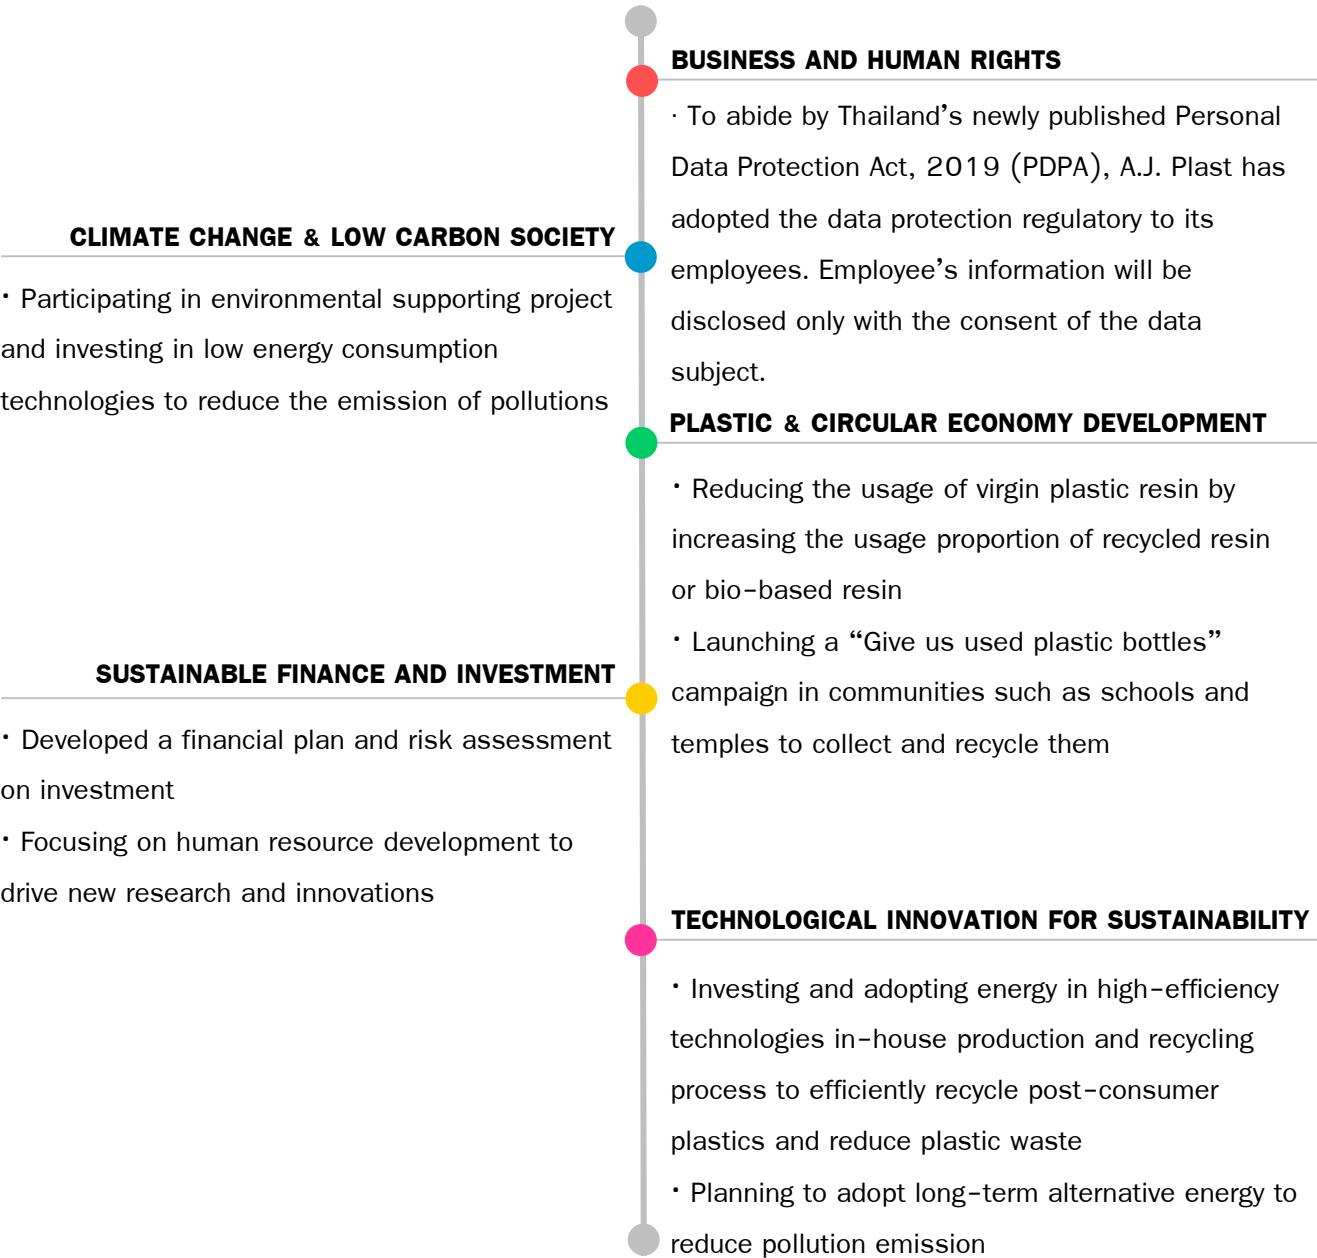 BUSINESS AND HUMAN RIGHTS
· To abide by Thailand’s newly published Personal
Data Protection Act, 2019 (PDPA), A.J. Plast has
adopted the data protection regulatory to its
employees. Employee’s information will be
disclosed only with the consent of the data
subject.
CLIMATE CHANGE & LOW CARBON SOCIETY
· Participating in environmental supporting project
and investing in low energy consumption
technologies to reduce the emission of pollutions
PLASTIC & CIRCULAR ECONOMY DEVELOPMENT
· Reducing the usage of virgin plastic resin by
increasing the usage proportion of recycled resin
or bio-based resin
· Launching a “Give us used plastic bottles”
campaign in communities such as schools and
temples to collect and recycle them
SUSTAINABLE FINANCE AND INVESTMENT
· Developed a financial plan and risk assessment
on investment
· Focusing on human resource development to
drive new research and innovations
TECHNOLOGICAL INNOVATION FOR SUSTAINABILITY
· Investing and adopting energy in high-efficiency
technologies in-house production and recycling
process to efficiently recycle post-consumer
plastics and reduce plastic waste
· Planning to adopt long-term alternative energy to
reduce pollution emission